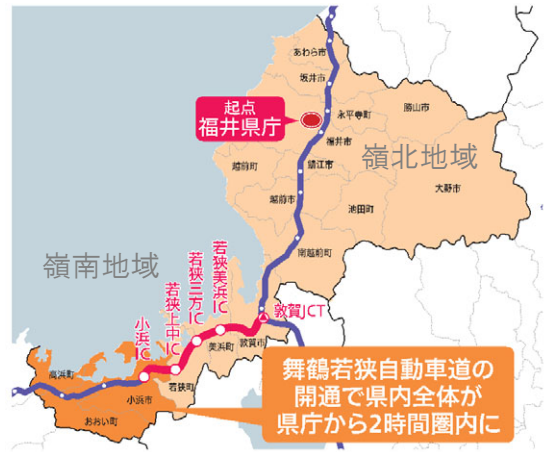 あわら市
坂井市
起点
福井県庁
永平寺町
勝山市
福井市
越前町
鯖江市
嶺北地域
大野市
越前市
池田町
南越前町
嶺南地域
若狭美浜IC
若狭三方IC
若狭上中IC
小浜IC
敦賀JCT
美浜町
敦賀市
高浜町
若狭町
小浜市
おおい町
舞鶴若狭自動車道の
開通で県内全体が
県庁から2時間圏内に